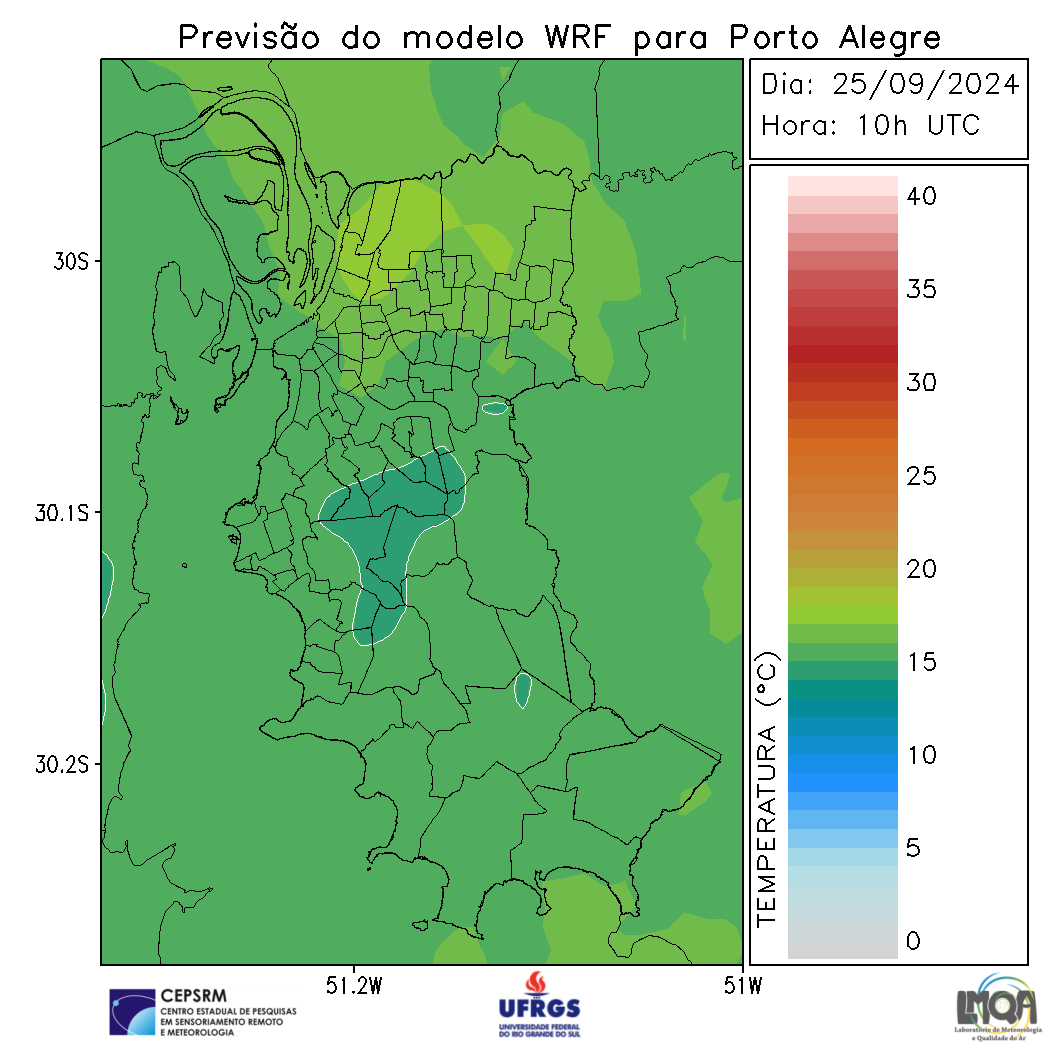 Previsão do modelo WRF para Porto Alegre
Dia: 25/09/2024
Hora: 10h UTC
40
35
30
25
20
15
10
5
0
TEMPERATURA (°C)
30S
30.1S
30.2S
51.2W
51W
CEPSRM
CENTRO ESTADUAL DE PESQUISAS
EM SENSORIAMENTO REMOTO
E METEOROLOGIA
UFRGS
UNIVERSIDADE FEDERAL
DO RIO GRANDE DO SUL
LMQA
Laboratório de Meteorologia
e Qualidade do Ar